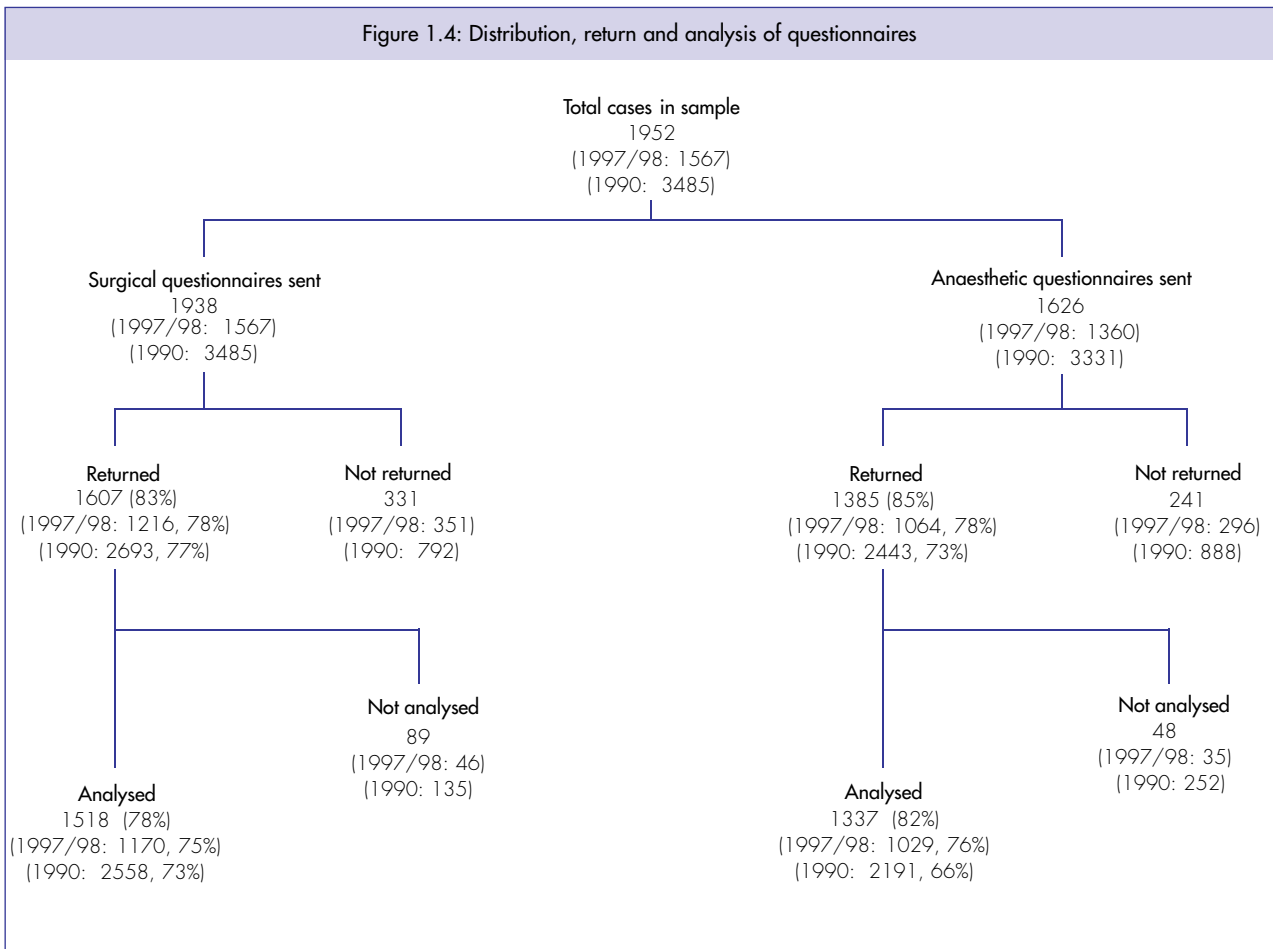 Figure 1.4: Distribution, return and analysis of questionnaires
Total cases in sample
1952
(1997/98: 1567)
(1990: 3485)
Surgical questionnaires sent
1938
(1997/98: 1567)
(1990: 3485)
Anaesthetic questionnaires sent
1626
(1997/98: 1360)
(1990: 3331)
Returned
1607 (83%)
(1997/98: 1216, 78%)
(1990: 2693, 77%)
Not returned
331
(1997/98: 351)
(1990: 792)
Returned
1385 (85%)
(1997/98: 1064, 78%)
(1990: 2443, 73%)
Not returned
241
(1997/98: 296)
(1990: 888)
Not analysed
89
(1997/98: 46)
(1990: 135)
Analysed
1518 (78%)
(1997/98: 1170, 75%)
(1990: 2558, 73%)
Not analysed
48
(1997/98: 35)
(1990: 252)
Analysed
1337 (82%)
(1997/98: 1029, 76%)
(1990: 2191, 66%)